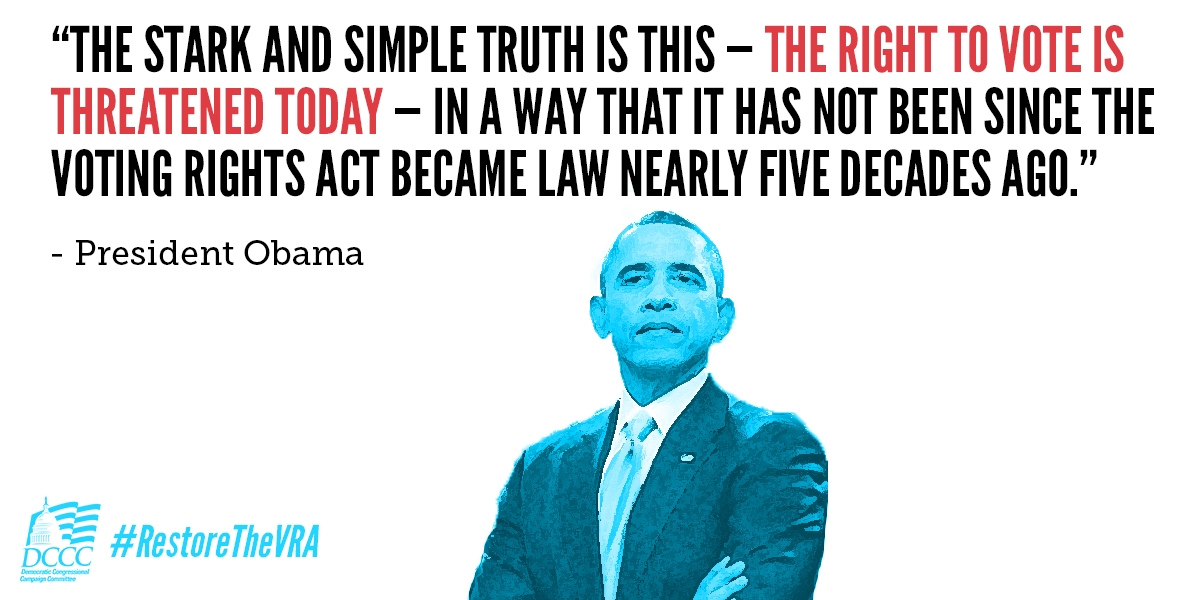 “THE STARK AND SIMPLE TRUTH IS THIS – THE RIGHT TO VOTE IS
THREATENED TODAY – IN A WAY THAT IT HAS NOT BEEN SINCE THE
VOTING RIGHTS ACT BECAME LAW NEARLY FIVE DECADES AGO.”
- President Obama
#RestoreTheVRA
DCCC
Democratic Congressional
Campaign Committee